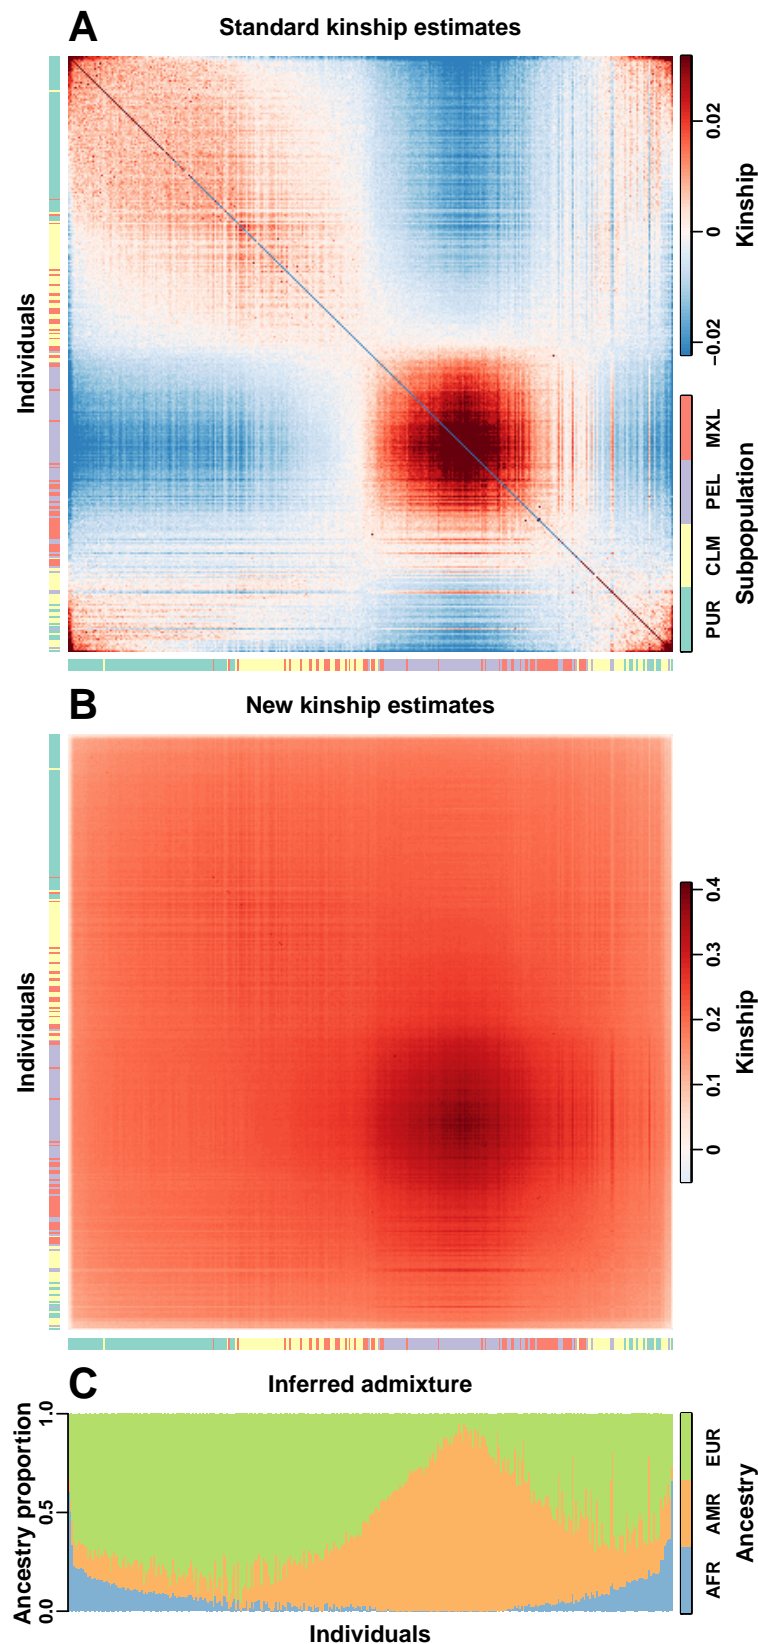 A
Standard kinship estimates
Individuals
0.02
0
−0.02
Kinship
MXL
PEL
CLM
PUR
Subpopulation
B
New kinship estimates
Individuals
0.4
0.3
0.2
0.1
0
Kinship
C
Inferred admixture
Ancestry proportion
1.0
0.5
0.0
EUR
AMR
AFR
Ancestry
Individuals